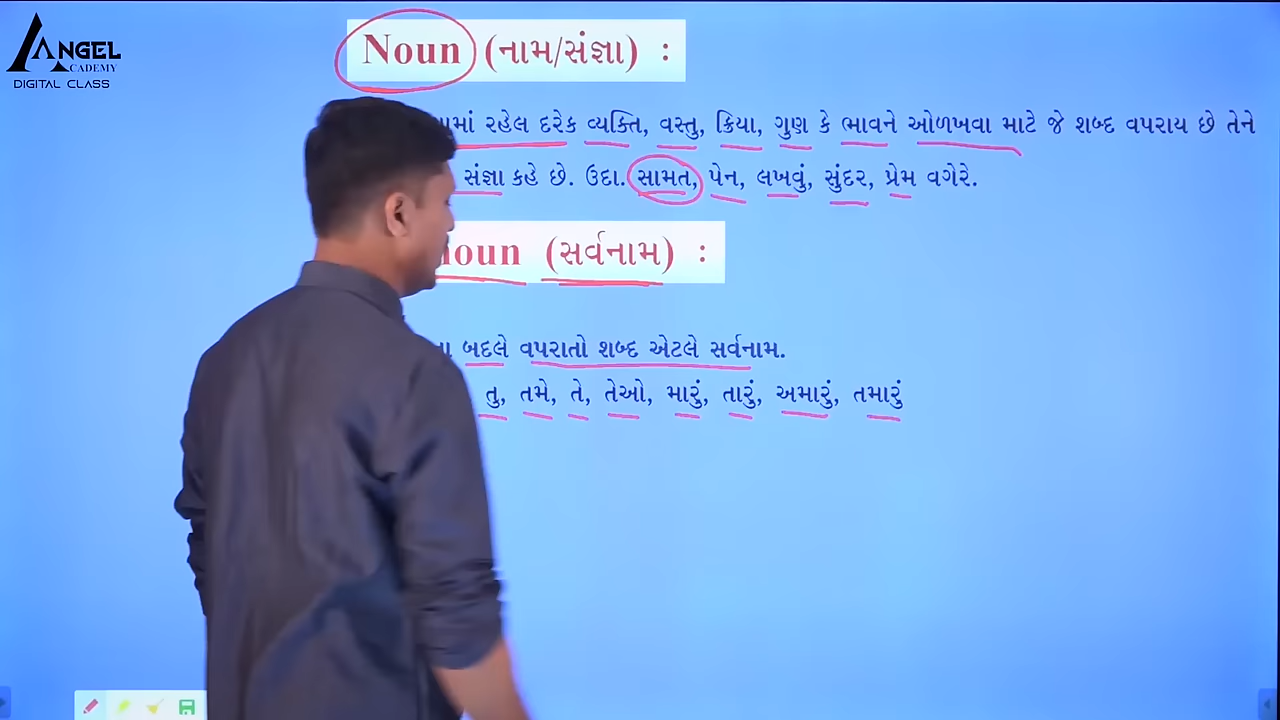 ANGEL
ACADEMY
DIGITAL CLASS
Noun (નામ/સંજ્ઞા) :
રહેલ દરેક વ્યક્તિ, વસ્તુ, ક્રિયા, ગુણ કે ભાવને ઓળખવા માટે જે શબ્દ વપરાય છે તેને
સંજ્ઞા કહે છે. ઉદા. સામત, પેન, લખવું, સુંદર, પ્રેમ વગેરે.
noun (સર્વનામ) :
બદલે વપરાતો શબ્દ એટલે સર્વનામ.
તુ, તમે, તે, તેઓ, મારું, તારું, અમારું, તમારું